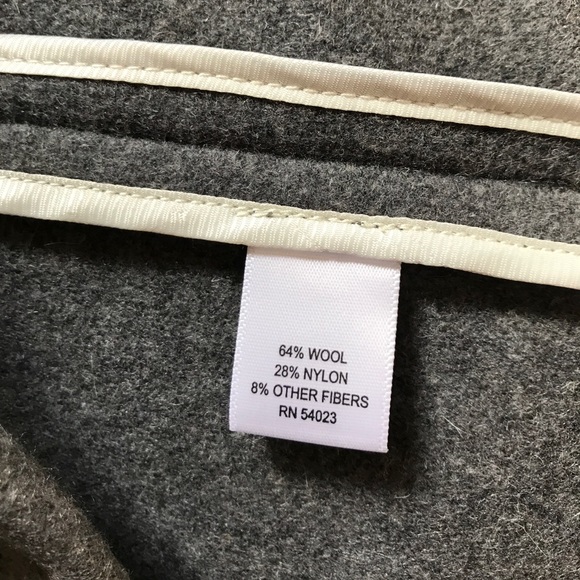 64% WOOL
28% NYLON
8% OTHER FIBERS
RN 54023